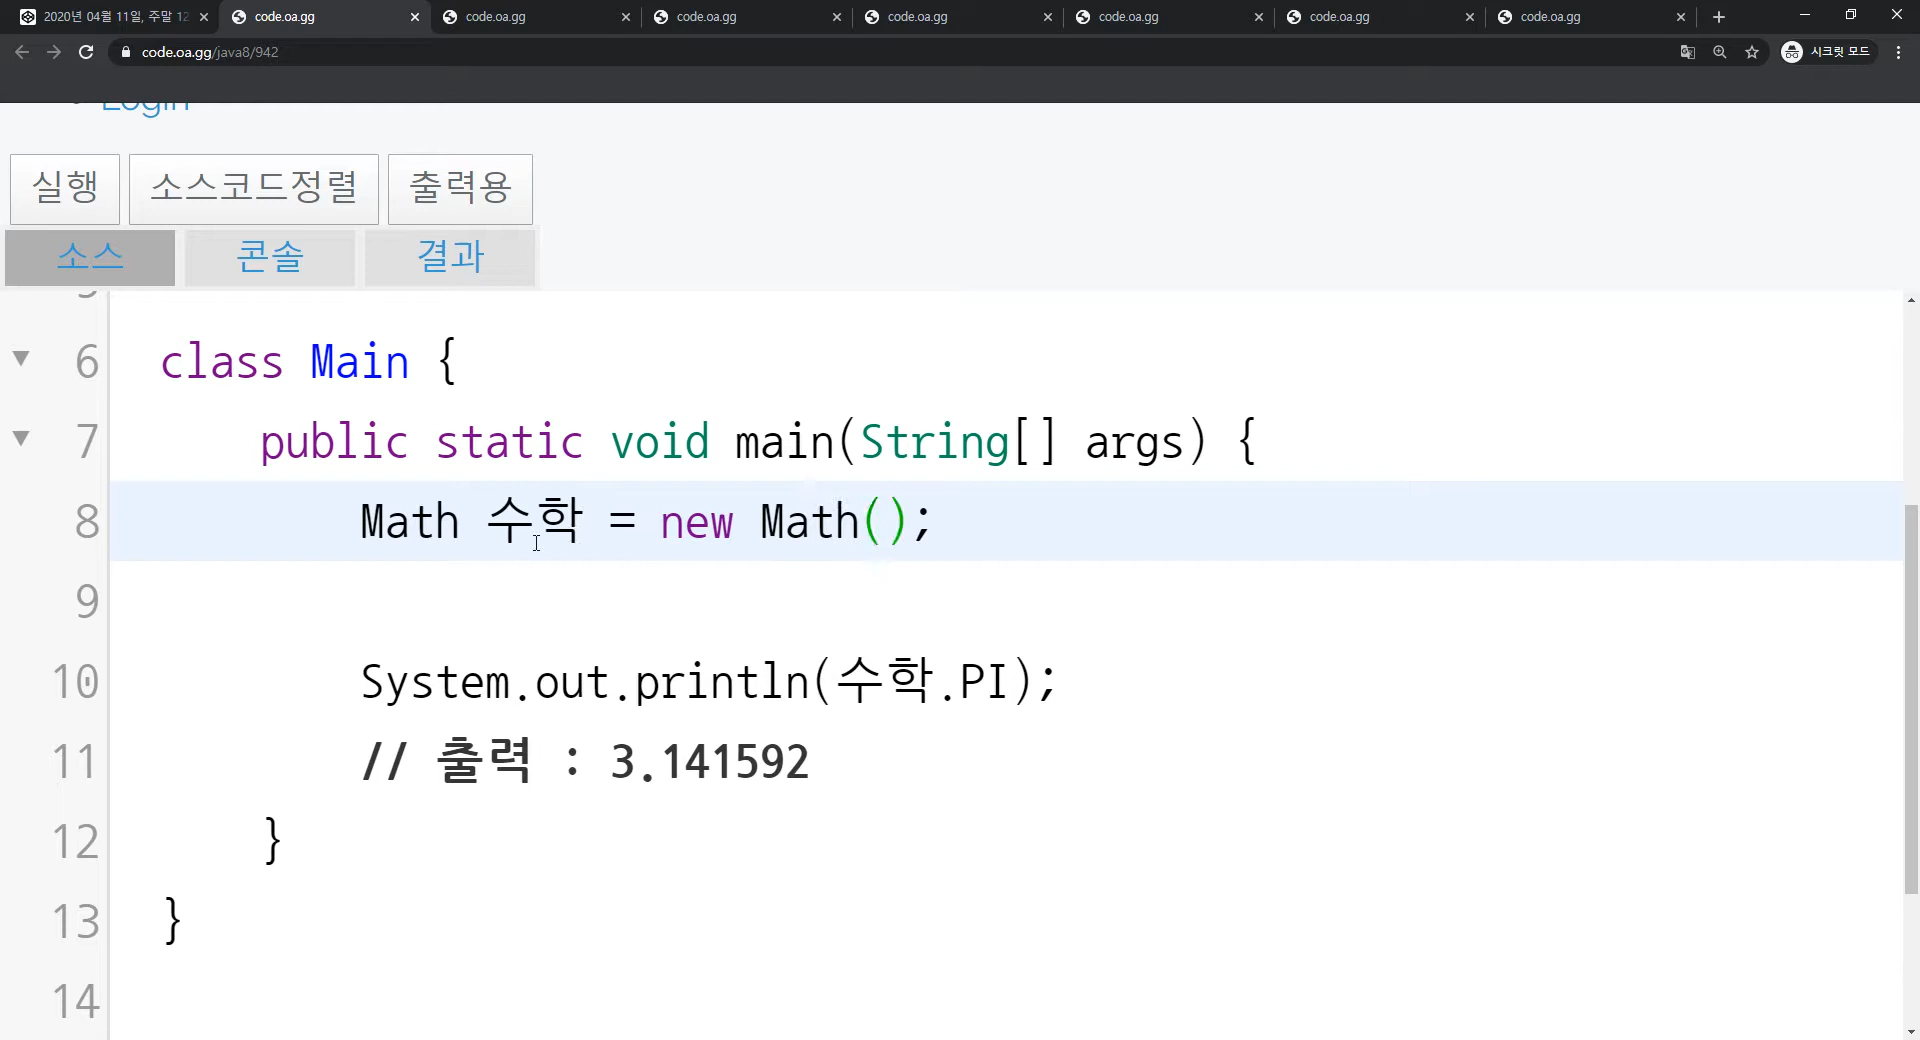 2020년 04월 11일, 주말 12
code.oa.gg
code.oa.gg
code.oa.gg
code.oa.gg
code.oa.gg
code.oa.gg
code.oa.gg
code.oa.gg/java8/942
시크릿 모드
Login
실행 소스코드정렬 출력용
소스 콘솔 결과
5
6 class Main {
7 public static void main(String[] args) {
8 Math 수학 = new Math();
9
10 System.out.println(수학.PI);
11 // 출력 : 3.141592
12 }
13 }
14